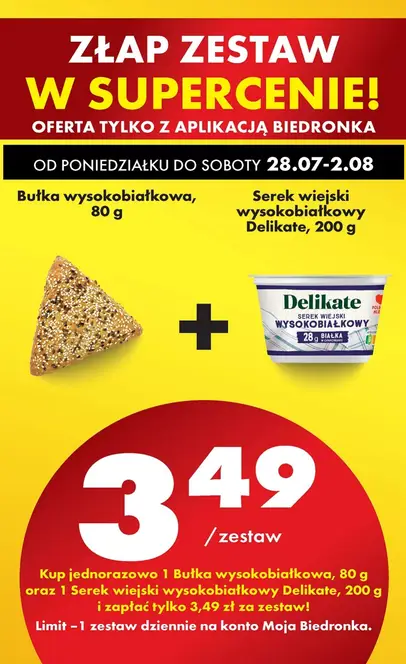 ZŁAP ZESTAW
W SUPERCENIE!
OFERTA TYLKO Z APLIKACJĄ BIEDRONKA
OD PONIEDZIAŁKU DO SOBOTY 28.07-2.08
Bułka wysokobiałkowa,
80 g
Serek wiejski
wysokobiałkowy
Delikate, 200 g
+
Delikate
SEREK WIEJSKI
WYSOKOBIAŁKOWY
28g BIAŁKA
3 49
/zestaw
Kup jednorazowo 1 Bułka wysokobiałkowa, 80 g
oraz 1 Serek wiejski wysokobiałkowy Delikate, 200 g
i zapłać tylko 3,49 zł za zestaw!
Limit –1 zestaw dziennie na konto Moja Biedronka.